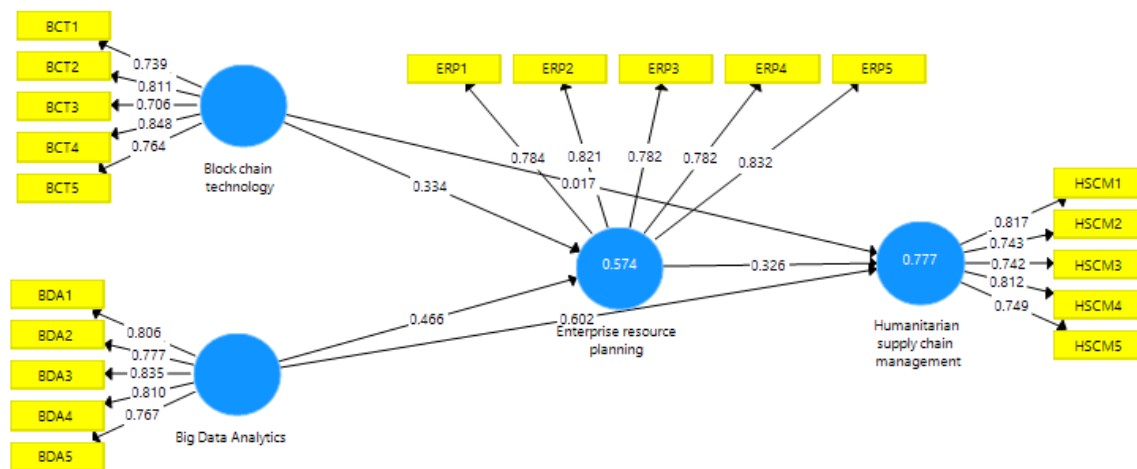 BCT1
BCT2
BCT3
BCT4
BCT5
0.739
0.811
0.706
0.848
0.764
Block chain
technology
ERP1
ERP2
ERP3
ERP4
ERP5
0.784
0.821
0.782
0.782
0.832
0.334
0.017
0.574
0.326
0.466
0.602
Enterprise resource
planning
BDA1
BDA2
BDA3
BDA4
BDA5
0.806
0.777
0.835
0.810
0.767
Big Data Analytics
0.777
Humanitarian
supply chain
management
0.817
0.743
0.742
0.812
0.749
HSCM1
HSCM2
HSCM3
HSCM4
HSCM5